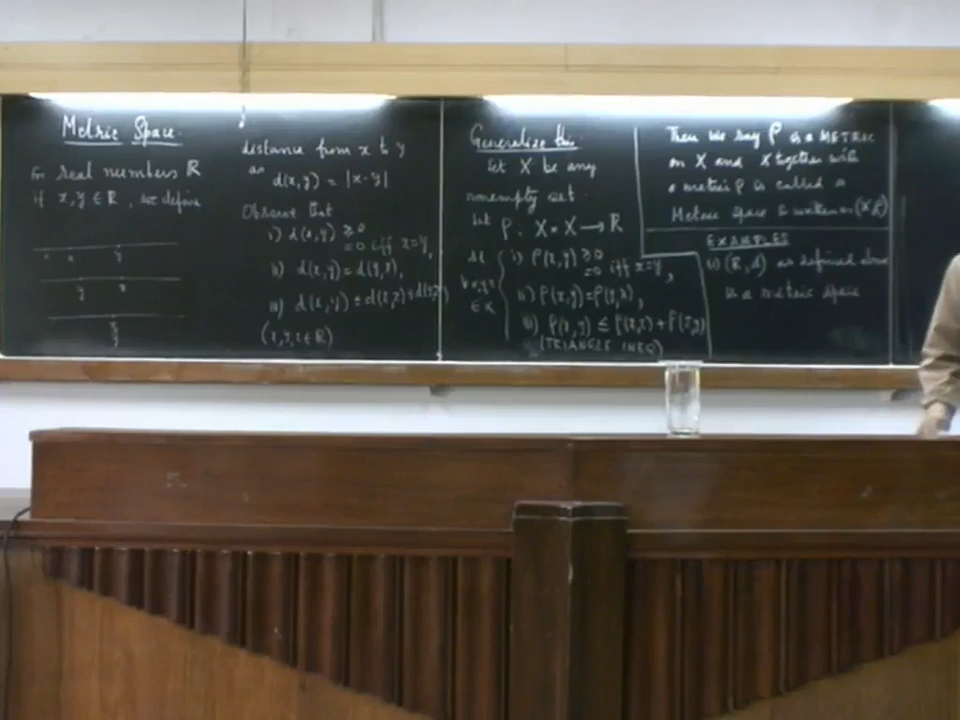 Metric Space
For real numbers ℝ
if x, y ∈ ℝ, we define
x
y
y
x
x
y
distance from x to y
as
d(x,y) = |x-y|
Observe that
i) d(x,y) ≥ 0
= 0 iff x=y,
ii) d(x,y) = d(y,x),
iii) d(x,y) ≤ d(x,z) + d(z,y)
(x,y,z ∈ ℝ)
Generalize this
Let X be any
nonempty set.
Let ρ: X × X → ℝ
st i) ρ(x,y) ≥ 0
= 0 iff x=y,
∀ x,y,z
∈ X
ii) ρ(x,y) = ρ(y,x),
iii) ρ(x,y) ≤ ρ(x,z) + ρ(z,y)
(TRIANGLE INEQ)
Then we say ρ is a METRIC
on X and X together with
a metric ρ is called a
Metric space & written as (X,ρ)
EXAMPLES
(ℝ, d) as defined above
is a metric space